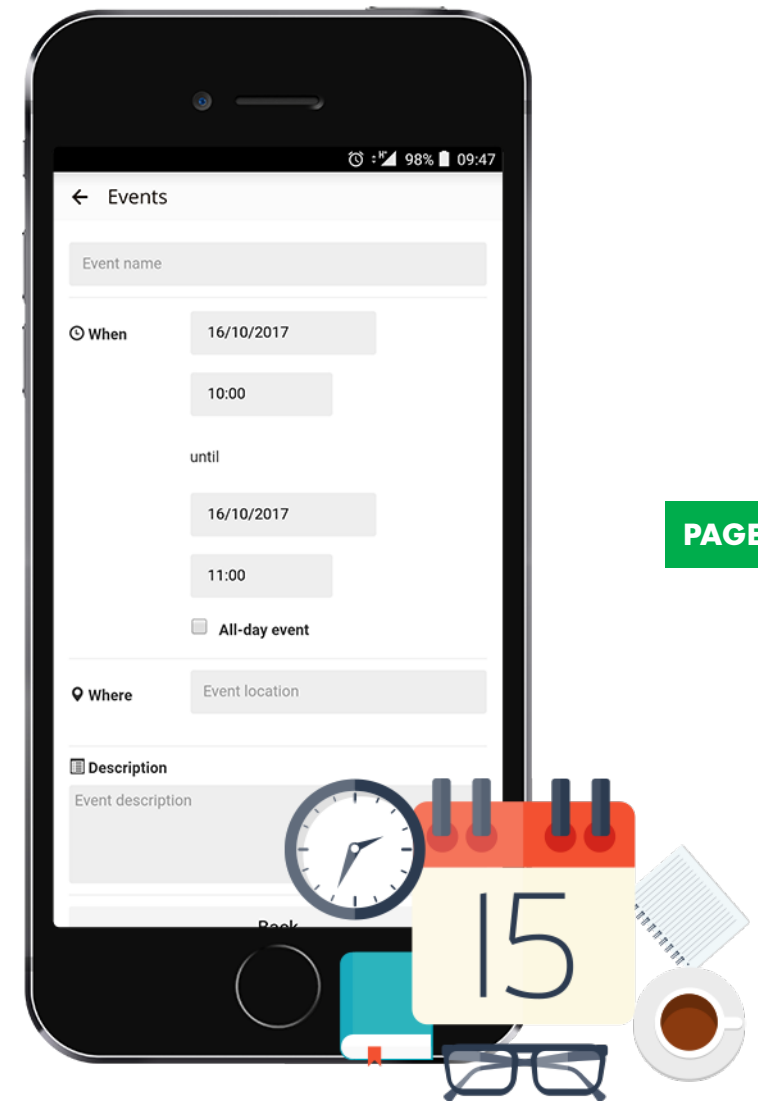 98% 09:47
Events
Event name
When 16/10/2017
10:00
until
16/10/2017
11:00
All-day event
Where Event location
Description
Event description
Back
15
PAGE